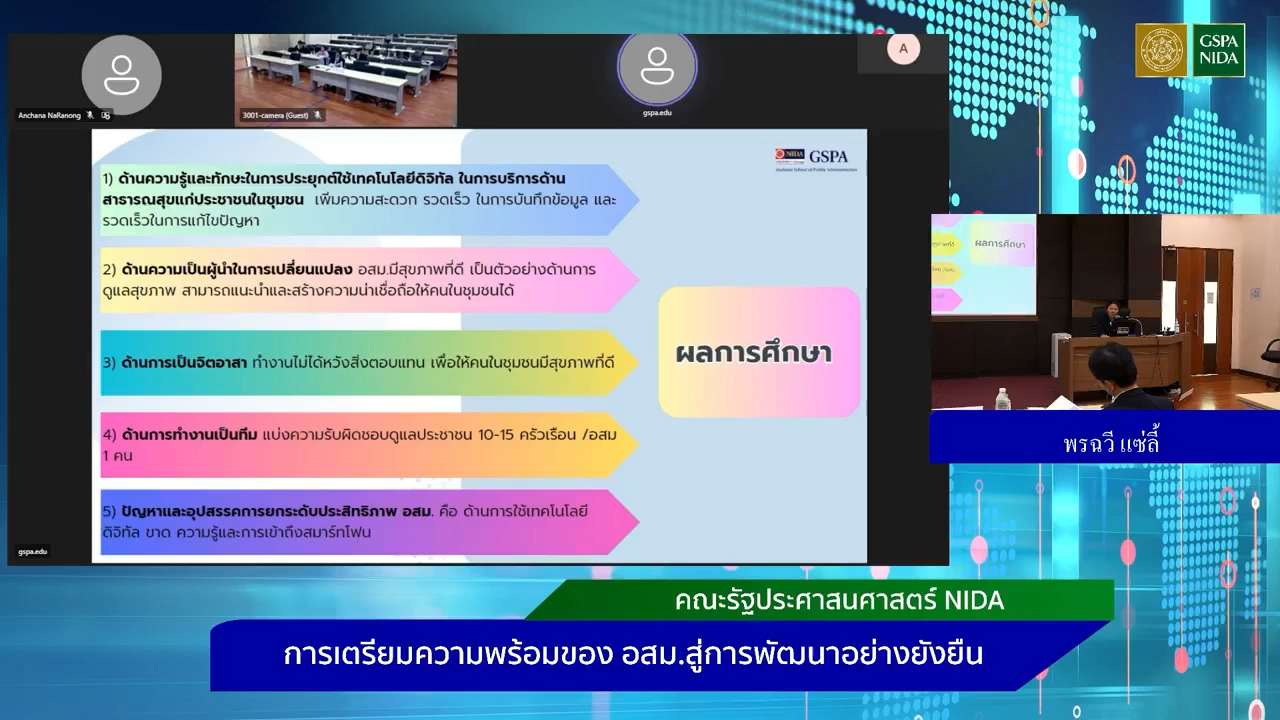 GSPA
NIDA
A
Anchana NaRanong
3001-camera (Guest)
gspa.edu
NIDA GSPA
1) ด้านความรู้และทักษะในการประยุกต์ใช้เทคโนโลยีดิจิทัล ในการบริการด้าน
สาธารณสุขแก่ประชาชนในชุมชน เพิ่มความสะดวก รวดเร็ว ในการบันทึกข้อมูล และ
รวดเร็วในการแก้ไขปัญหา
2) ด้านความเป็นผู้นำในการเปลี่ยนแปลง อสม.มีสุขภาพที่ดี เป็นตัวอย่างด้านการ
ดูแลสุขภาพ สามารถแนะนำและสร้างความน่าเชื่อถือให้คนในชุมชนได้
3) ด้านการเป็นจิตอาสา ทำงานไม่ได้หวังสิ่งตอบแทน เพื่อให้คนในชุมชนมีสุขภาพที่ดี
4) ด้านการทำงานเป็นทีม แบ่งความรับผิดชอบดูแลประชาชน 10-15 ครัวเรือน /อสม
1 คน
5) ปัญหาและอุปสรรคการยกระดับประสิทธิภาพ อสม. คือ ด้านการใช้เทคโนโลยี
ดิจิทัล ขาด ความรู้และการเข้าถึงสมาร์ทโฟน
ผลการศึกษา
ผลการศึกษา
พรฉวี แซ่ลี้
gspa.edu
คณะรัฐประศาสนศาสตร์ NIDA
การเตรียมความพร้อมของ อสม.สู่การพัฒนาอย่างยั่งยืน